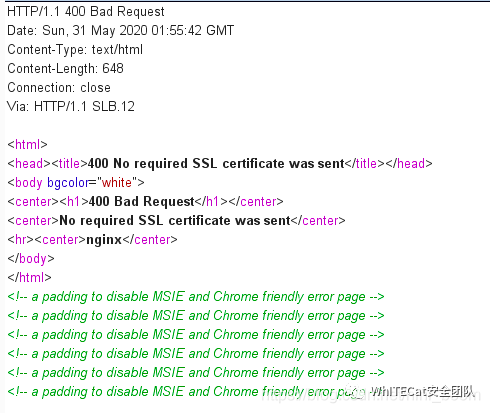 HTTP/1.1 400 Bad Request
Date: Sun, 31 May 2020 01:55:42 GMT
Content-Type: text/html
Content-Length: 648
Connection: close
Via: HTTP/1.1 SLB.12
<html>
<head><title>400 No required SSL certificate was sent</title></head>
<body bgcolor="white">
<center><h1>400 Bad Request</h1></center>
<center>No required SSL certificate was sent</center>
<hr><center>nginx</center>
</body>
</html>
<!-- a padding to disable MSIE and Chrome friendly error page -->
<!-- a padding to disable MSIE and Chrome friendly error page -->
<!-- a padding to disable MSIE and Chrome friendly error page -->
<!-- a padding to disable MSIE and Chrome friendly error page -->
<!-- a padding to disable MSIE and Chrome friendly error page -->
<!-- a padding to disable MSIE and Chrome friendly error page -->
WhITECat安全团队